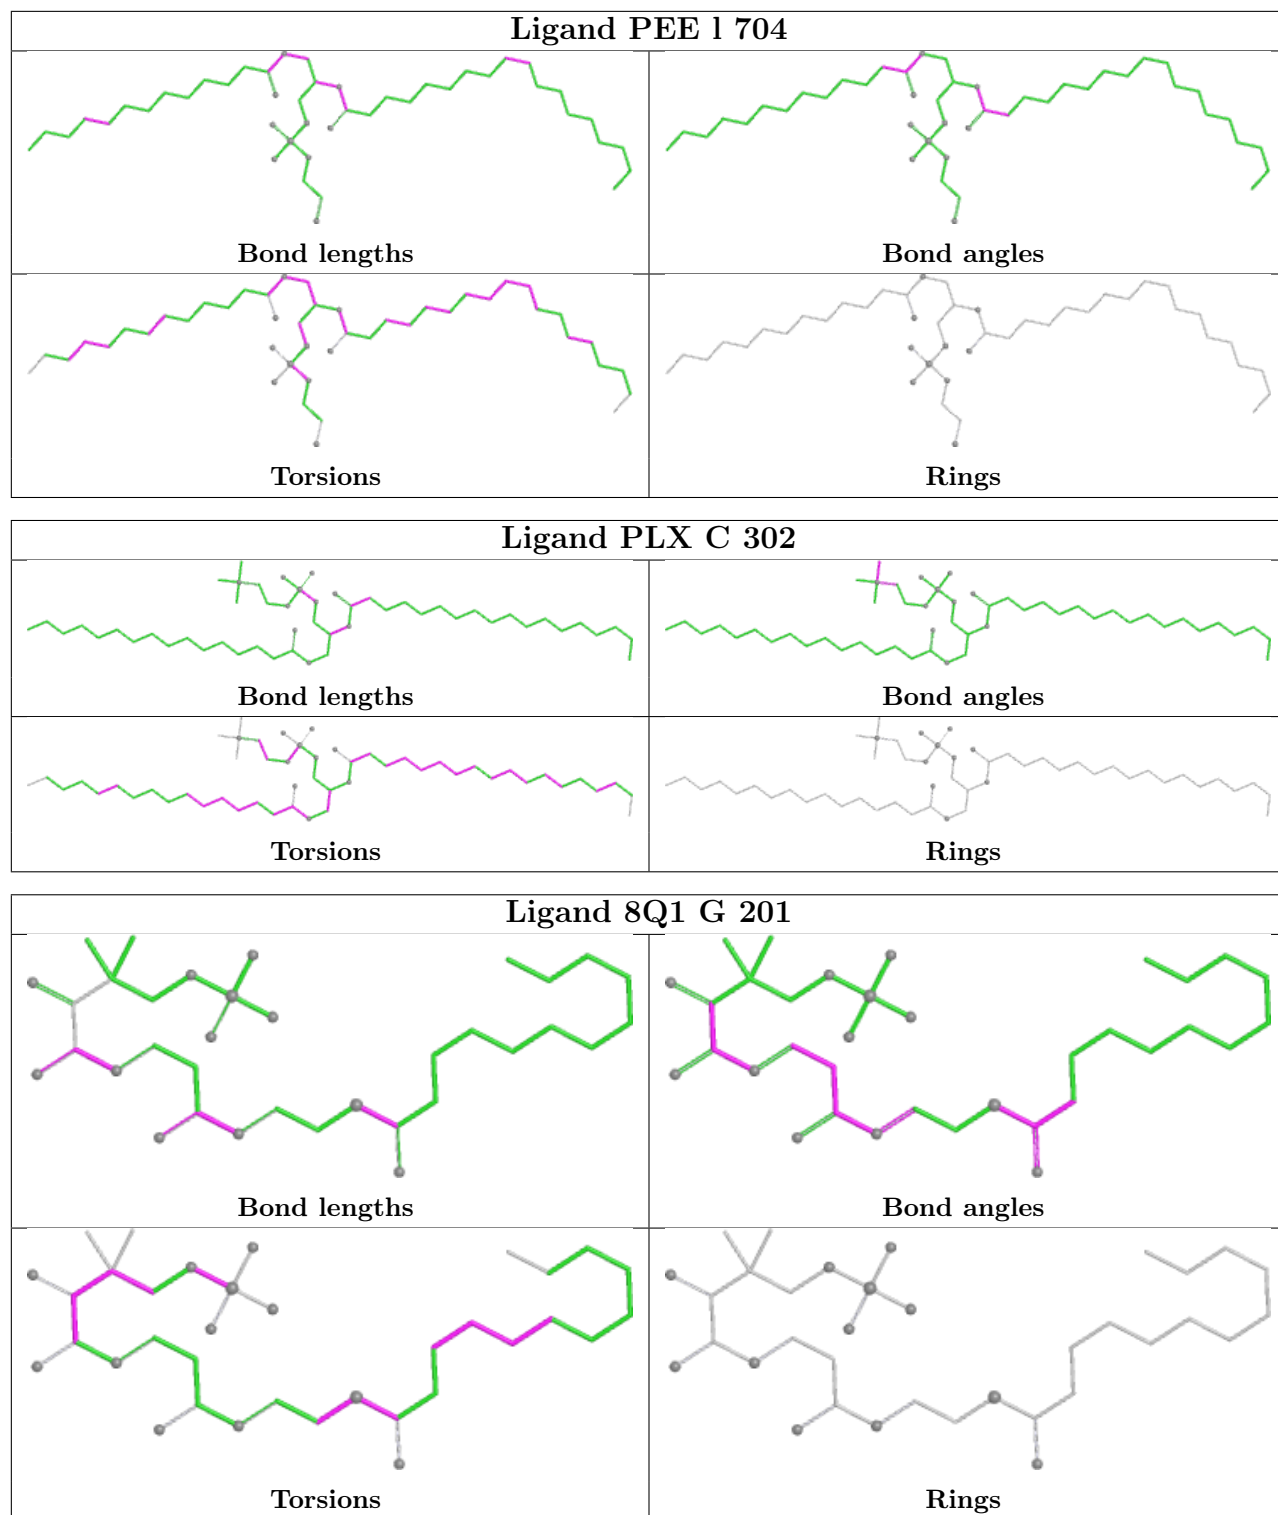 Ligand PEE l 704
Bond lengths
Bond angles
Torsions
Rings
Ligand PLX C 302
Bond lengths
Bond angles
Torsions
Rings
Ligand 8Q1 G 201
Bond lengths
Bond angles
Torsions
Rings